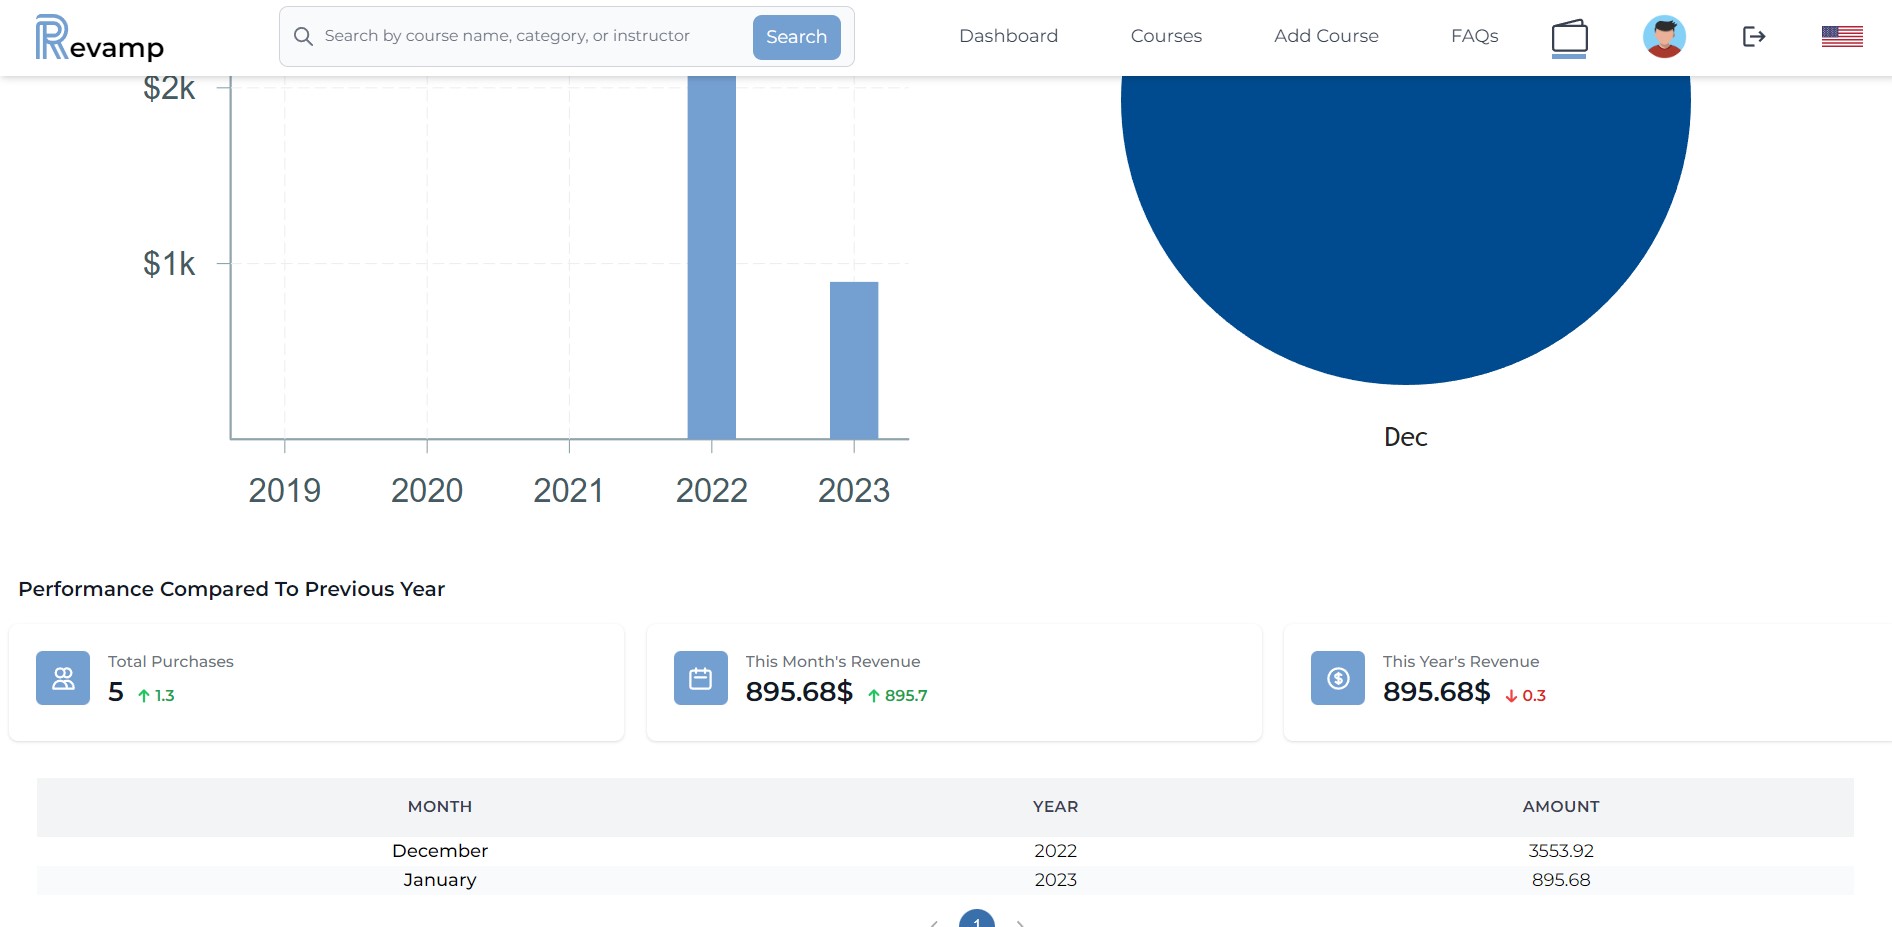 Revamp
Search by course name, category, or instructor
Search
Dashboard
Courses
Add Course
FAQs
$2k
$1k
2019 2020 2021 2022 2023
Dec
Performance Compared To Previous Year
Total Purchases
5 ↑ 1.3
This Month's Revenue
895.68$ ↑ 895.7
This Year's Revenue
895.68$ ↓ 0.3
MONTH YEAR AMOUNT
December 2022 3553.92
January 2023 895.68
< 1 >